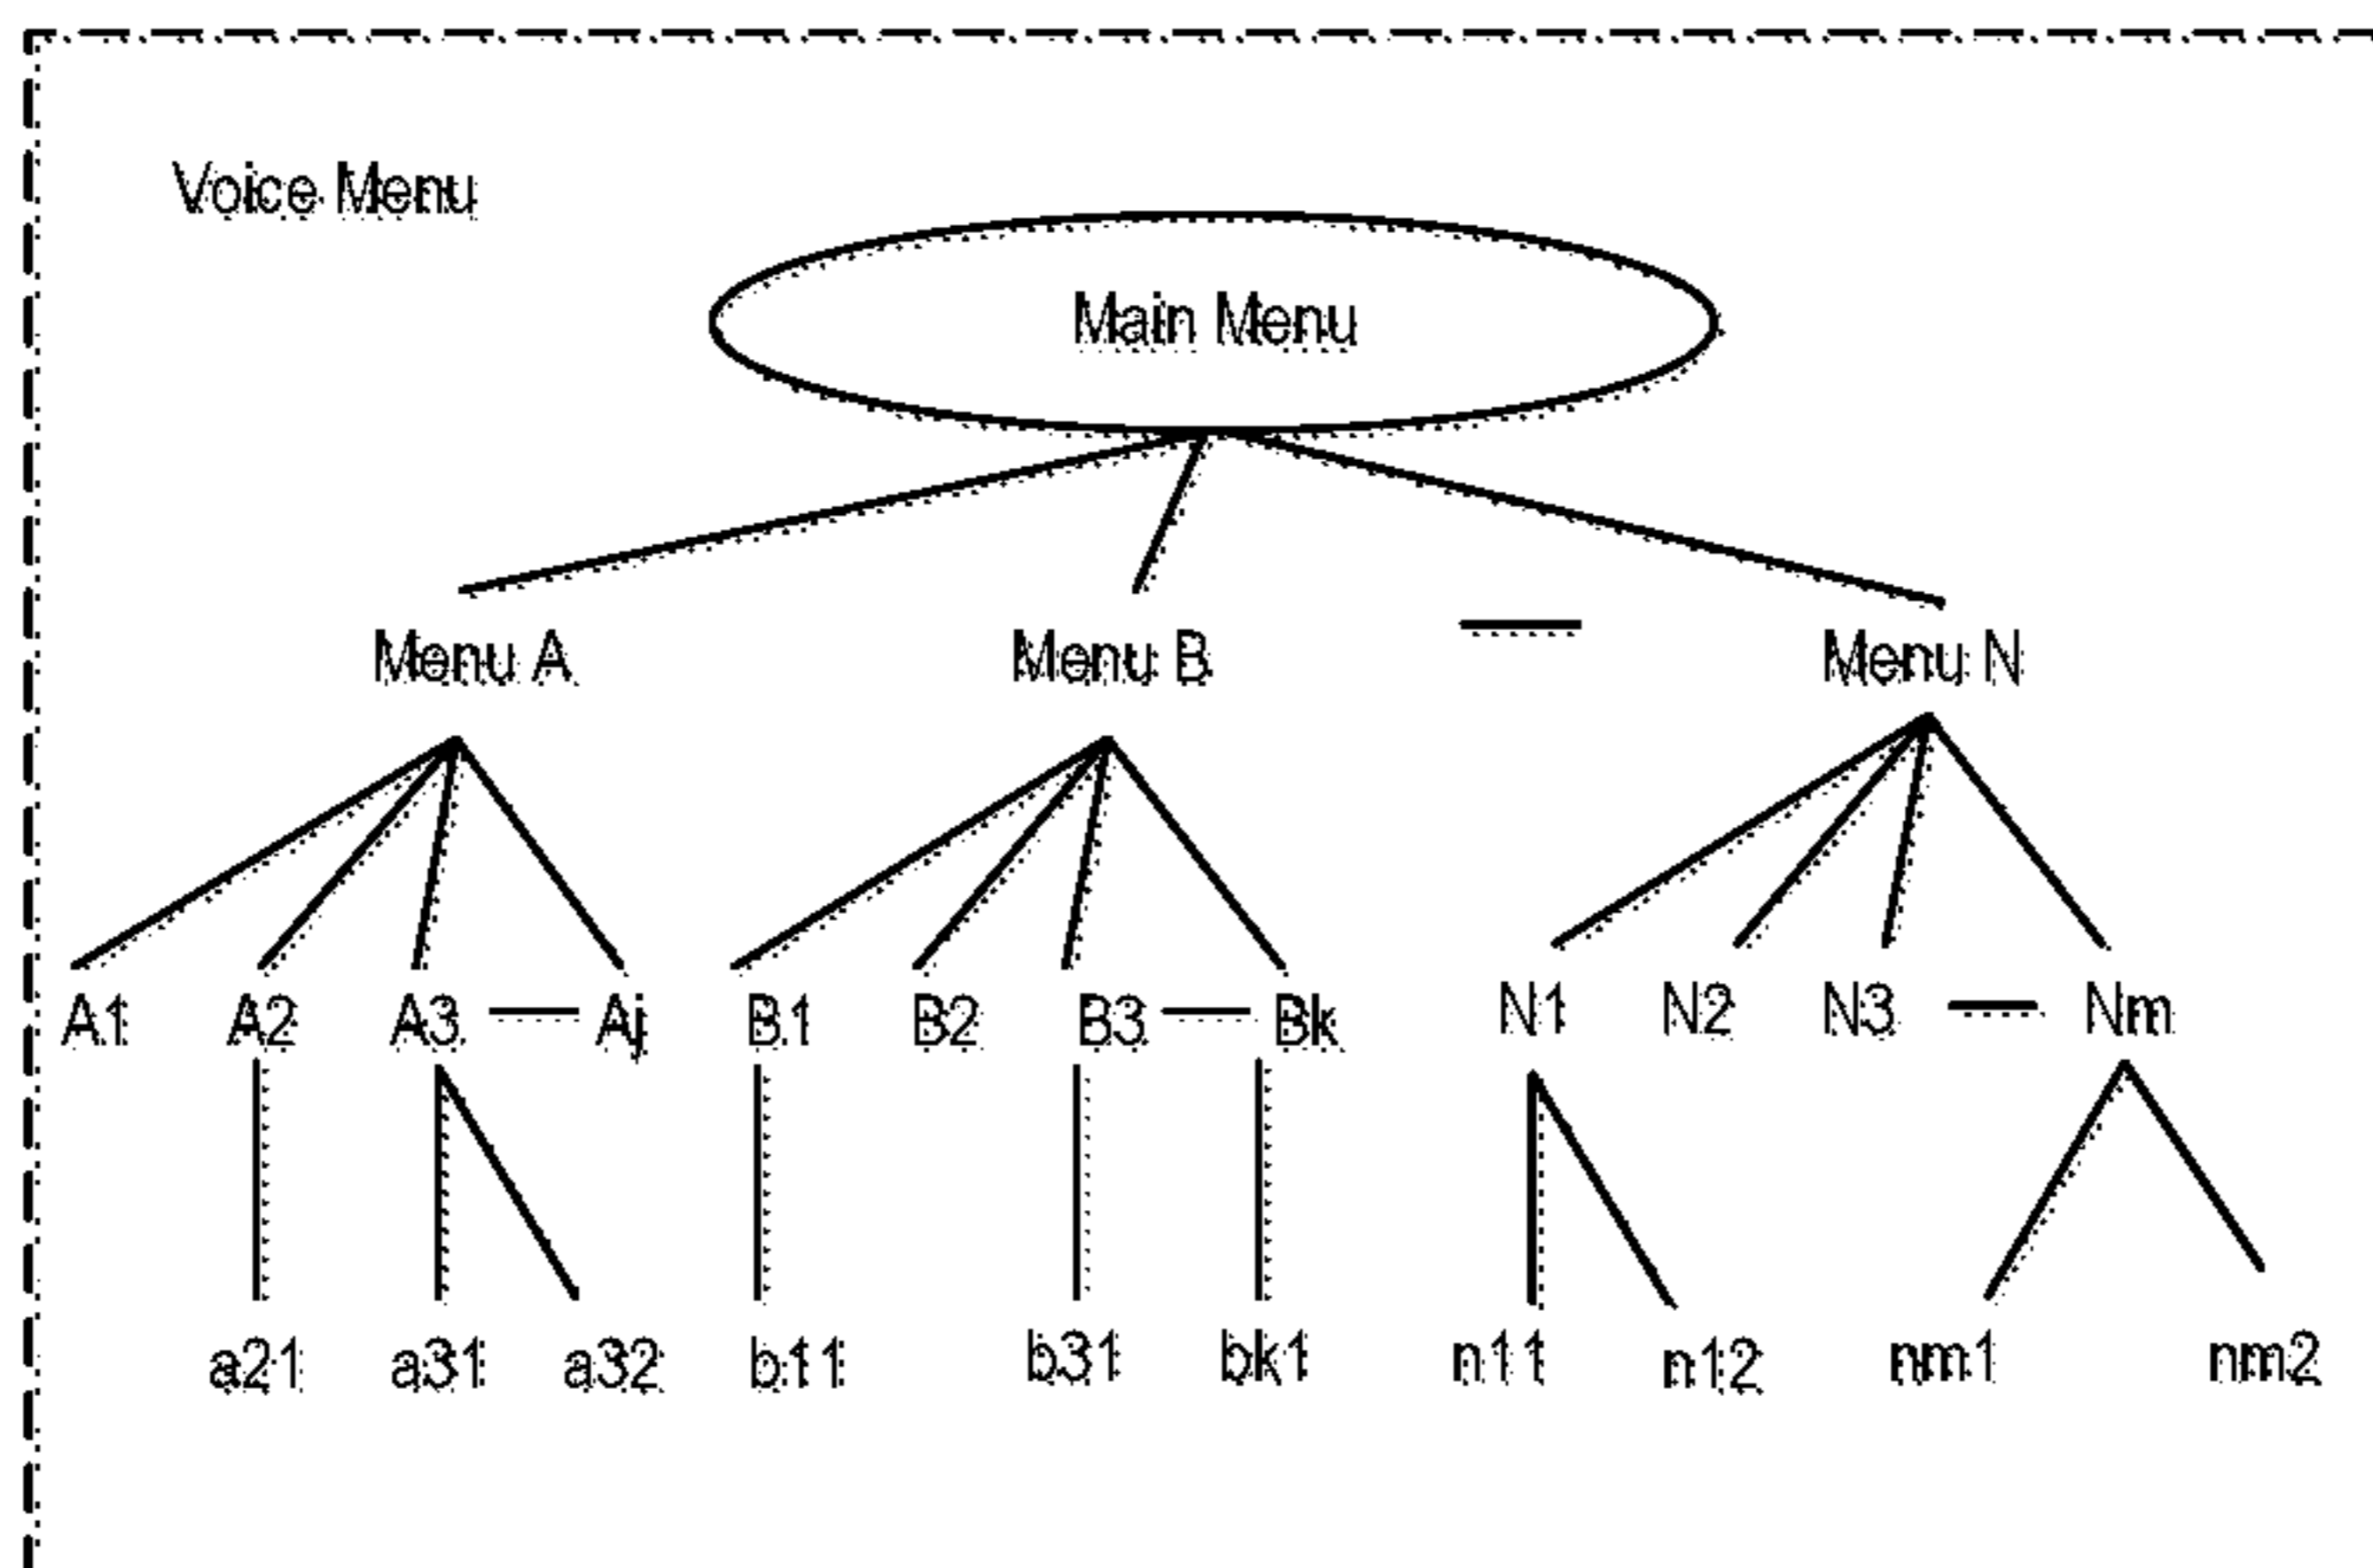 Voice Menu
Main Menu
Menu A Menu B Menu N
A1 A2 A3 Aj B1 B2 B3 Bk N1 N2 N3 Nm
a21 a31 a32 b11 b31 bk1 n11 n12 nm1 nm2